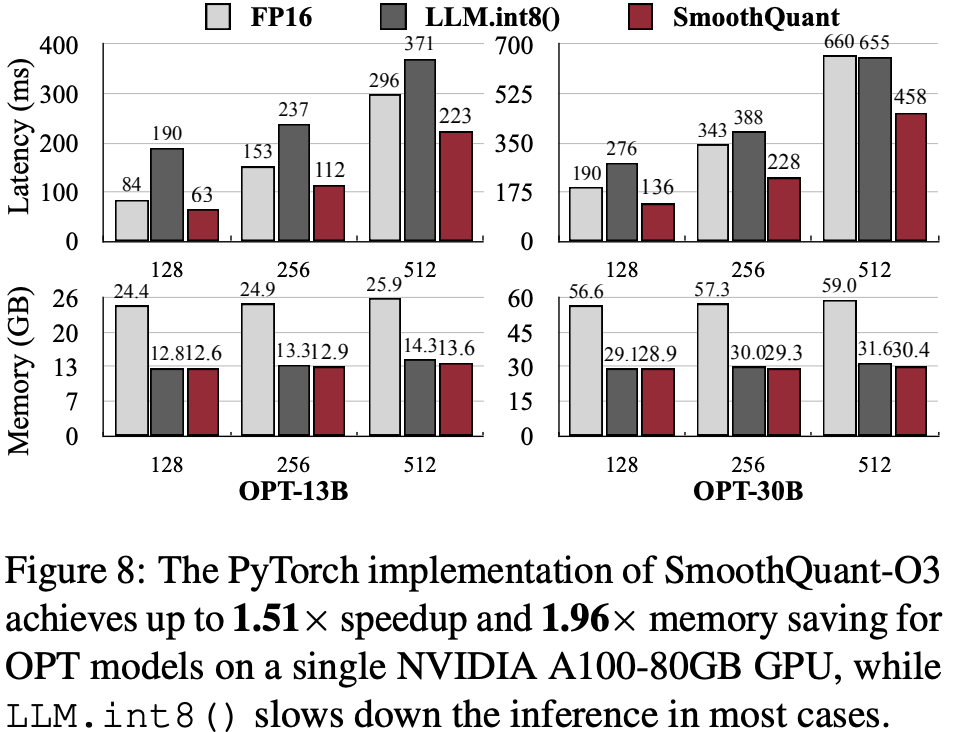 FP16 LLM.int8() SmoothQuant
Latency (ms)
400
300
200
100
0
84 190 63
153 237 112
296 371 223
128 256 512
700
525
350
175
0
190 276 136
343 388 228
660 655 458
128 256 512
Memory (GB)
26
20
13
7
0
24.4 12.8 12.6
24.9 13.3 12.9
25.9 14.3 13.6
128 256 512
OPT-13B
60
45
30
15
0
56.6 29.1 28.9
57.3 30.0 29.3
59.0 31.6 30.4
128 256 512
OPT-30B
Figure 8: The PyTorch implementation of SmoothQuant-O3
achieves up to 1.51× speedup and 1.96× memory saving for
OPT models on a single NVIDIA A100-80GB GPU, while
LLM.int8() slows down the inference in most cases.